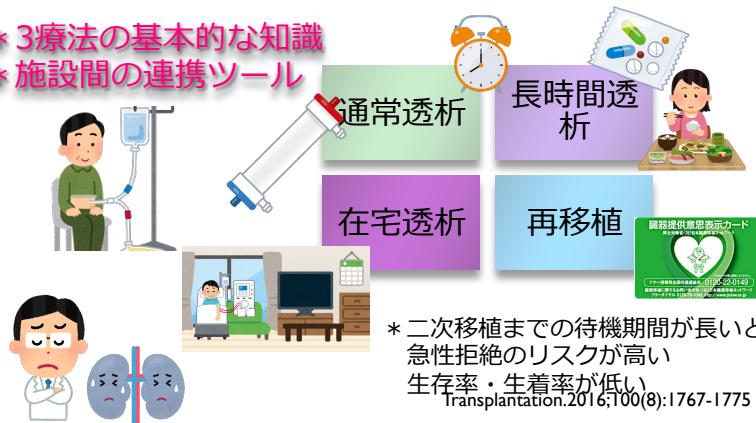 ＊3療法の基本的な知識
＊施設間の連携ツール
通常透析
長時間透
析
在宅透析
再移植
臓器提供意思表示カード
0120-22-0149
＊二次移植までの待機期間が長いと
急性拒絶のリスクが高い
生存率・生着率が低い
Transplantation.2016;100(8):1767-1775